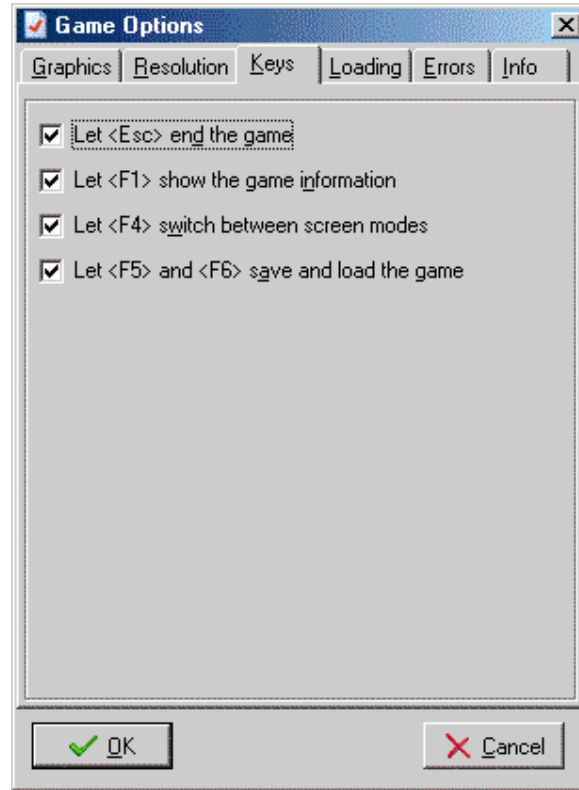 Game Options
Graphics Resolution Keys Loading Errors Info
Let <Esc> end the game
Let <F1> show the game information
Let <F4> switch between screen modes
Let <F5> and <F6> save and load the game
OK Cancel